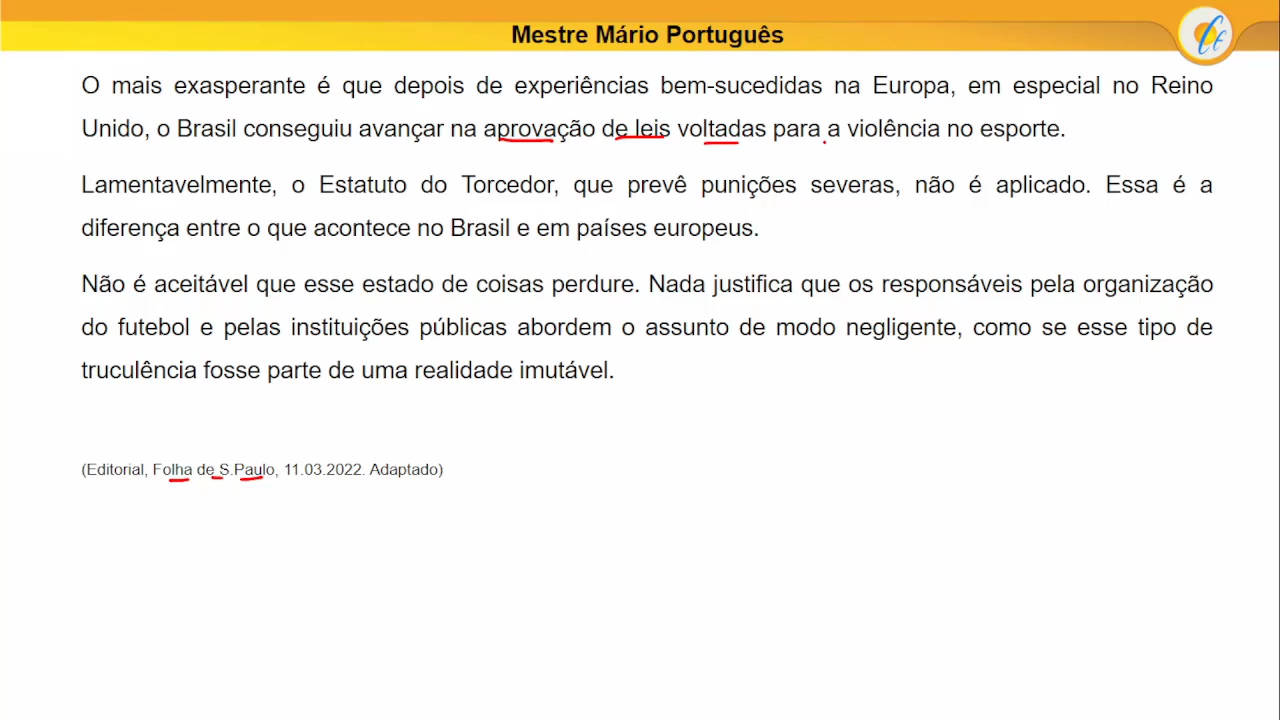 Mestre Mário Português
O mais exasperante é que depois de experiências bem-sucedidas na Europa, em especial no Reino
Unido, o Brasil conseguiu avançar na aprovação de leis voltadas para a violência no esporte.
Lamentavelmente, o Estatuto do Torcedor, que prevê punições severas, não é aplicado. Essa é a
diferença entre o que acontece no Brasil e em países europeus.
Não é aceitável que esse estado de coisas perdure. Nada justifica que os responsáveis pela organização
do futebol e pelas instituições públicas abordem o assunto de modo negligente, como se esse tipo de
truculência fosse parte de uma realidade imutável.
(Editorial, Folha de S.Paulo, 11.03.2022. Adaptado)